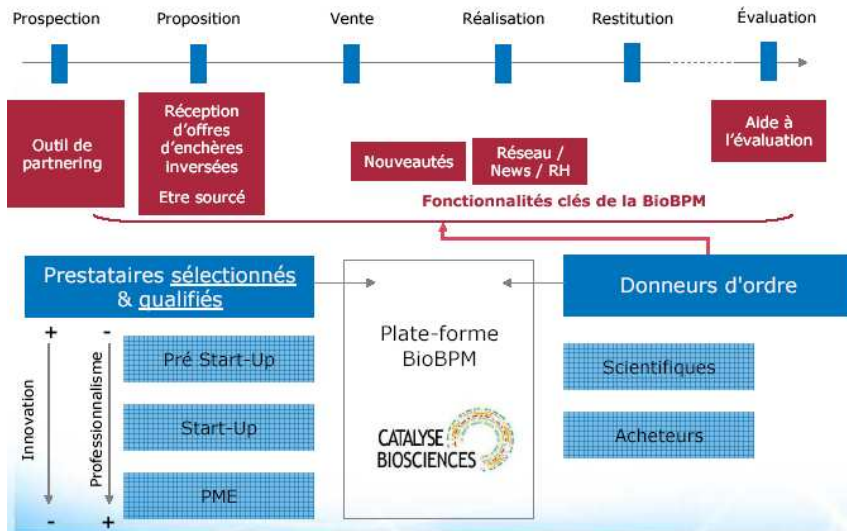 Prospection
Proposition
Vente
Réalisation
Restitution
Évaluation
Outil de
partnering
Réception
d'offres
d'enchères
inversées
Etre sourcé
Nouveautés
Réseau /
News / RH
Aide à
l'évaluation
Fonctionnalités clés de la BioBPM
Prestataires sélectionnés
& qualifiés
Donneurs d'ordre
+
-
Innovation
Professionnalisme
-
+
Pré Start-Up
Start-Up
PME
Plate-forme
BioBPM
CATALYSE
BIOSCIENCES
Scientifiques
Acheteurs